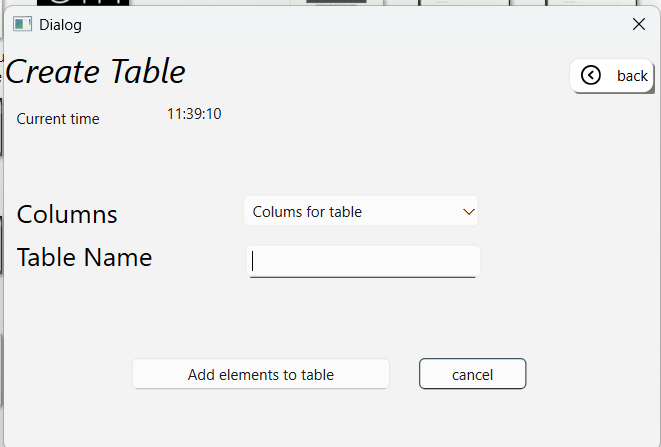 Dialog
Create Table
back
Current time
11:39:10
Columns
Colums for table
Table Name
Add elements to table
cancel